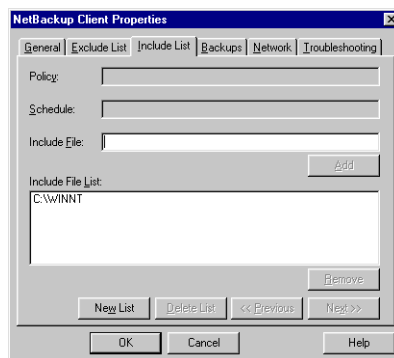 NetBackup Client Properties
General Exclude List Include List Backups Network Troubleshooting
Policy:
Schedule:
Include File:
Add
Include File List:
C:\WINNT
Remove
New List Delete List << Previous Next >>
OK Cancel Help